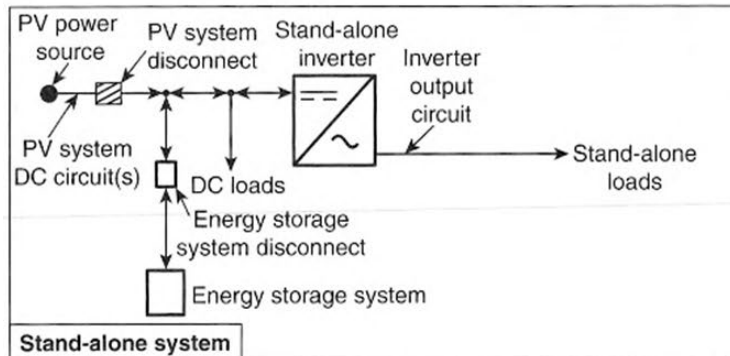 PV power
source
PV system
disconnect
Stand-alone
inverter
Inverter
output
circuit
PV system
DC circuit(s)
DC loads
Stand-alone
loads
Energy storage
system disconnect
Energy storage system
Stand-alone system